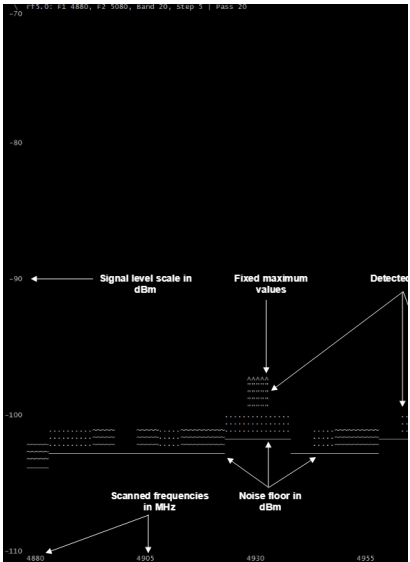 \ rf5.0: F1 4880, F2 5080, Band 20, Step 5 | Pass 20
-70
-80
-90
Signal level scale in
dBm
Fixed maximum
values
Detected
^^^^^
-100
Scanned frequencies
in MHz
Noise floor in
dBm
-110
4880 4905 4930 4955